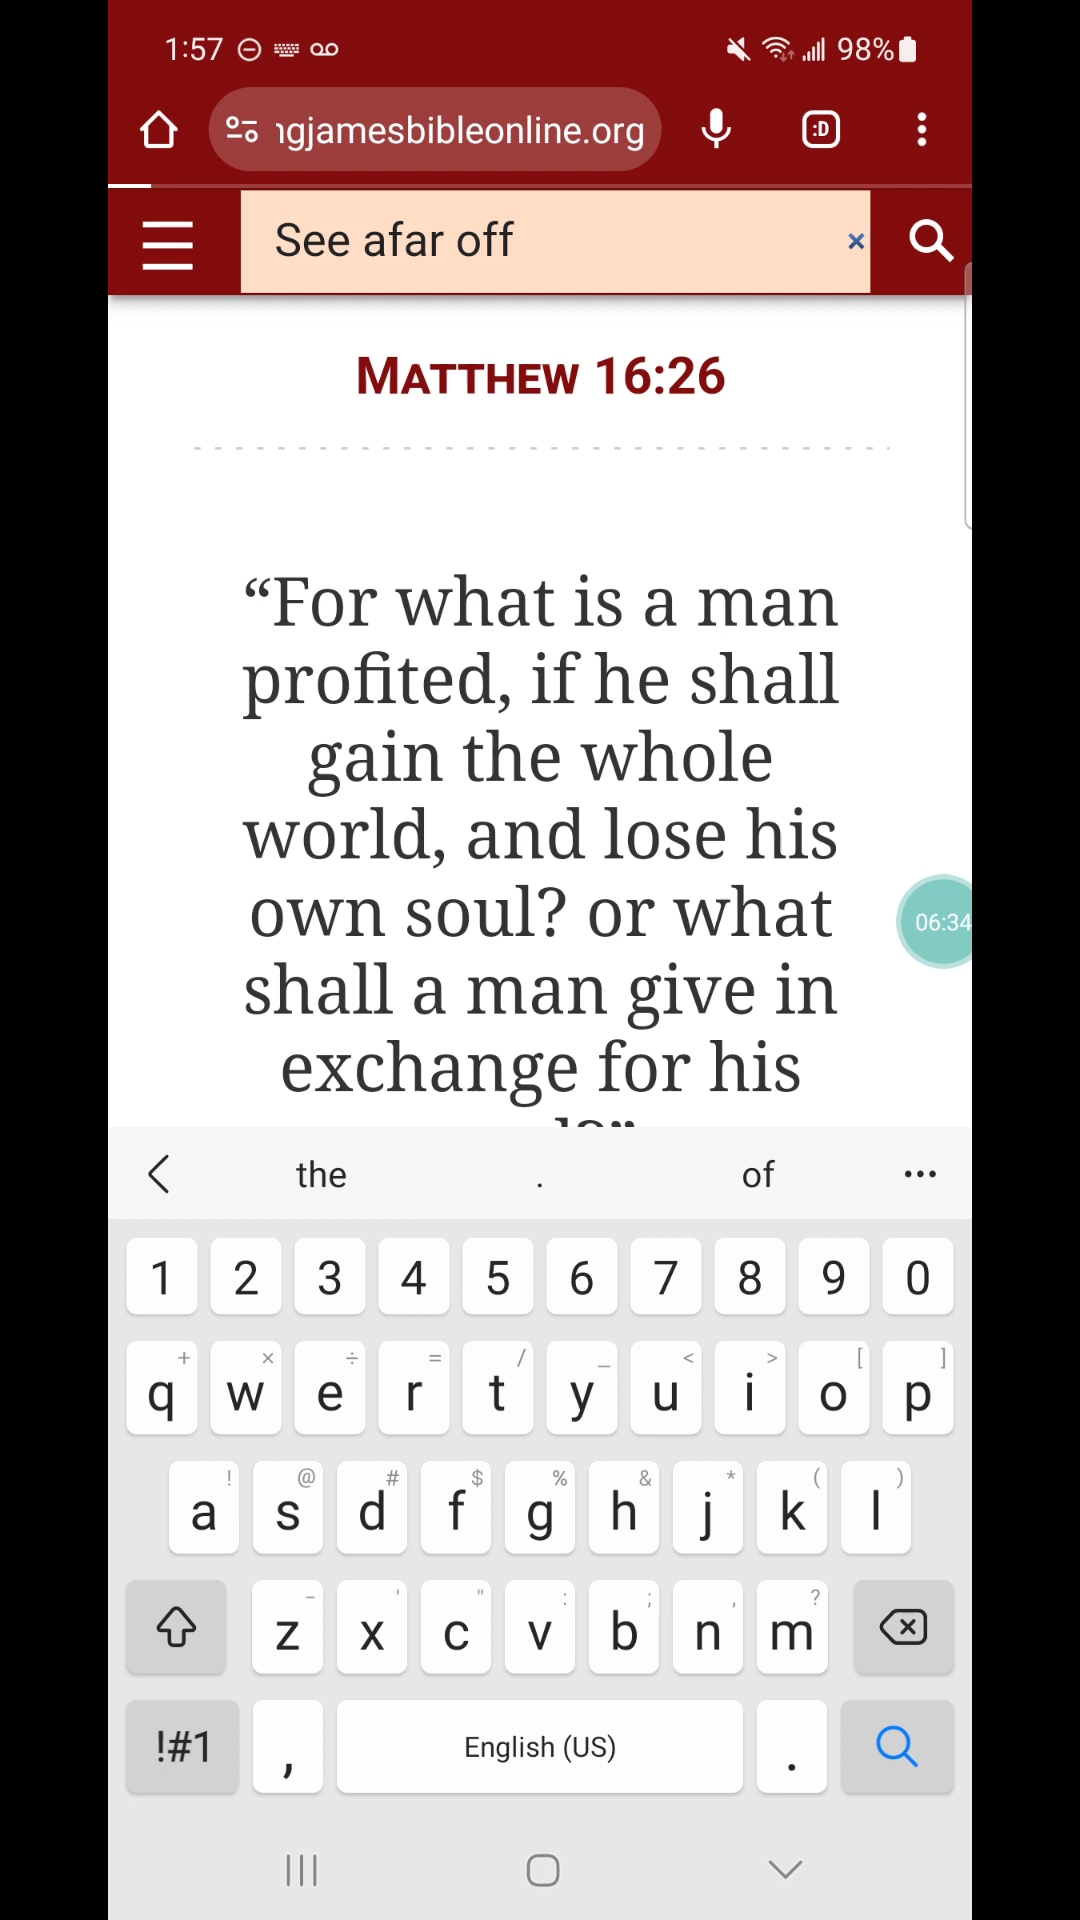 1:57 98%
ngjamesbibleonline.org :D
See afar off ×
MATTHEW 16:26
“For what is a man
profited, if he shall
gain the whole
world, and lose his
own soul? or what
shall a man give in
exchange for his
06:34
the . of ...
1 2 3 4 5 6 7 8 9 0
+ × ÷ = / _ < > [ ]
q w e r t y u i o p
! @ # $ % & * ( )
a s d f g h j k l
- ' " : ; , ?
z x c v b n m
!#1 , English (US) .